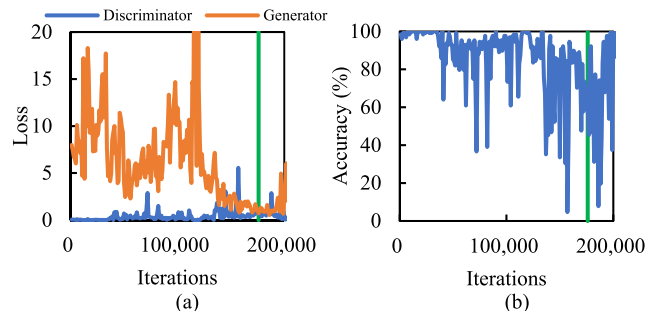 Discriminator Generator
20
15
10
5
0
Loss
0 100,000 200,000
Iterations
(a)
100
80
60
40
20
0
Accuracy (%)
0 100,000 200,000
Iterations
(b)